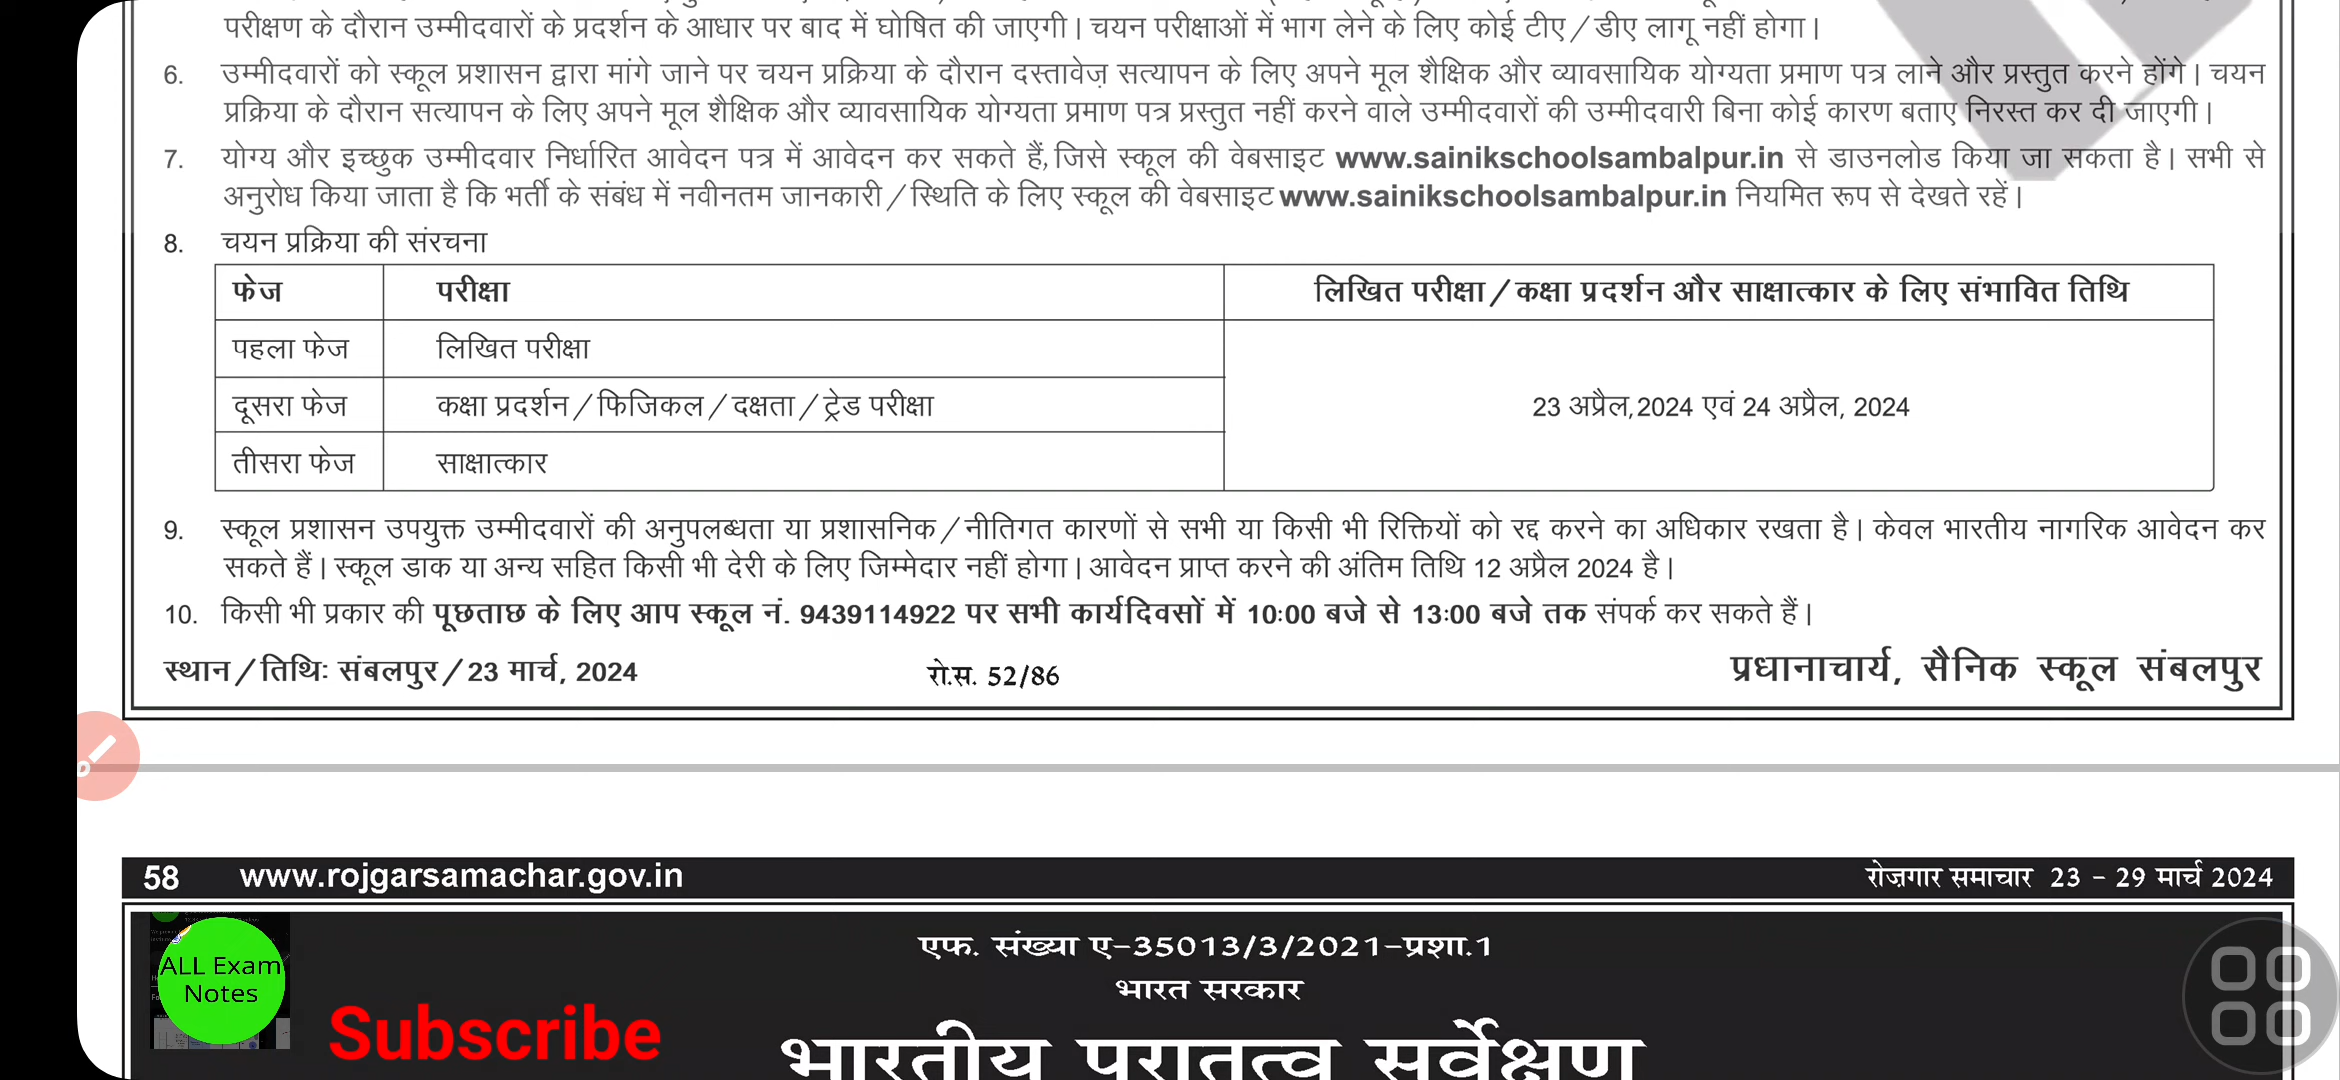 परीक्षण के दौरान उम्मीदवारों के प्रदर्शन के आधार पर बाद में घोषित की जाएगी। चयन परीक्षाओं में भाग लेने के लिए कोई टीए/डीए लागू नहीं होगा।
6. उम्मीदवारों को स्कूल प्रशासन द्वारा मांगे जाने पर चयन प्रक्रिया के दौरान दस्तावेज़ सत्यापन के लिए अपने मूल शैक्षिक और व्यावसायिक योग्यता प्रमाण पत्र लाने और प्रस्तुत करने होंगे। चयन
प्रक्रिया के दौरान सत्यापन के लिए अपने मूल शैक्षिक और व्यावसायिक योग्यता प्रमाण पत्र प्रस्तुत नहीं करने वाले उम्मीदवारों की उम्मीदवारी बिना कोई कारण बताए निरस्त कर दी जाएगी।
7. योग्य और इच्छुक उम्मीदवार निर्धारित आवेदन पत्र में आवेदन कर सकते हैं, जिसे स्कूल की वेबसाइट www.sainikschoolsambalpur.in से डाउनलोड किया जा सकता है। सभी से
अनुरोध किया जाता है कि भर्ती के संबंध में नवीनतम जानकारी/स्थिति के लिए स्कूल की वेबसाइट www.sainikschoolsambalpur.in नियमित रूप से देखते रहें।
8. चयन प्रक्रिया की संरचना
फेज परीक्षा लिखित परीक्षा/कक्षा प्रदर्शन और साक्षात्कार के लिए संभावित तिथि
पहला फेज लिखित परीक्षा
दूसरा फेज कक्षा प्रदर्शन/फिजिकल/दक्षता/ट्रेड परीक्षा 23 अप्रैल,2024 एवं 24 अप्रैल, 2024
तीसरा फेज साक्षात्कार
9. स्कूल प्रशासन उपयुक्त उम्मीदवारों की अनुपलब्धता या प्रशासनिक/नीतिगत कारणों से सभी या किसी भी रिक्तियों को रद्द करने का अधिकार रखता है। केवल भारतीय नागरिक आवेदन कर
सकते हैं। स्कूल डाक या अन्य सहित किसी भी देरी के लिए जिम्मेदार नहीं होगा। आवेदन प्राप्त करने की अंतिम तिथि 12 अप्रैल 2024 है।
10. किसी भी प्रकार की पूछताछ के लिए आप स्कूल नं. 9439114922 पर सभी कार्यदिवसों में 10:00 बजे से 13:00 बजे तक संपर्क कर सकते हैं।
स्थान/तिथि: संबलपुर/23 मार्च, 2024 रो.स. 52/86 प्रधानाचार्य, सैनिक स्कूल संबलपुर
58 www.rojgarsamachar.gov.in रोज़गार समाचार 23 - 29 मार्च 2024
एफ. संख्या ए-35013/3/2021-प्रशा.1
भारत सरकार
ALL Exam
Notes
Subscribe
भारतीय पुरातत्व सर्वेक्षण